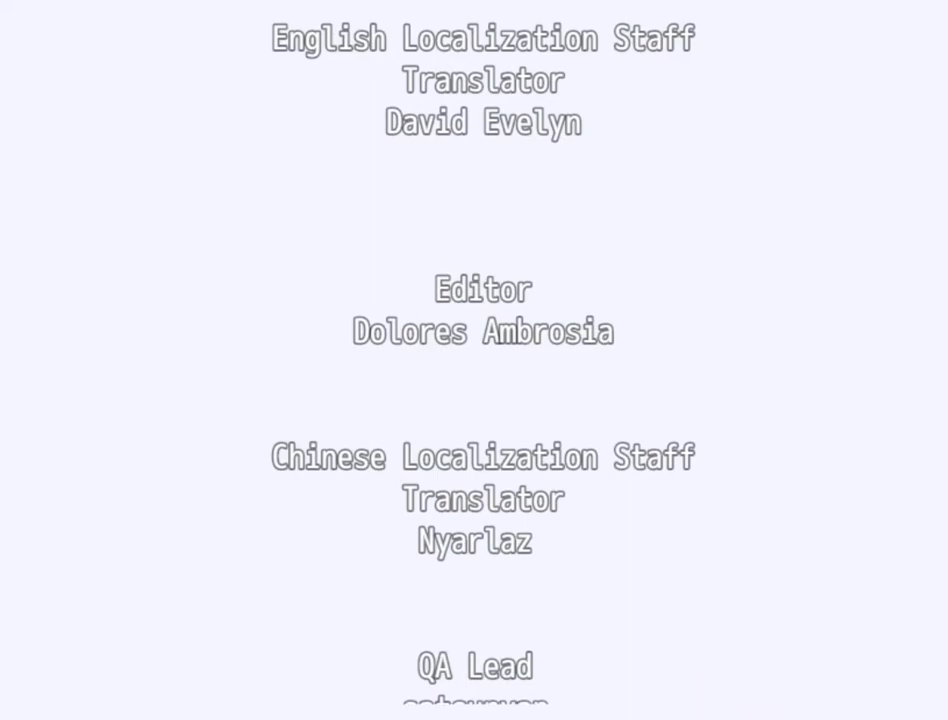 English Localization Staff
Translator
David Evelyn
Editor
Dolores Ambrosia
Chinese Localization Staff
Translator
Nyarlaz
QA Lead